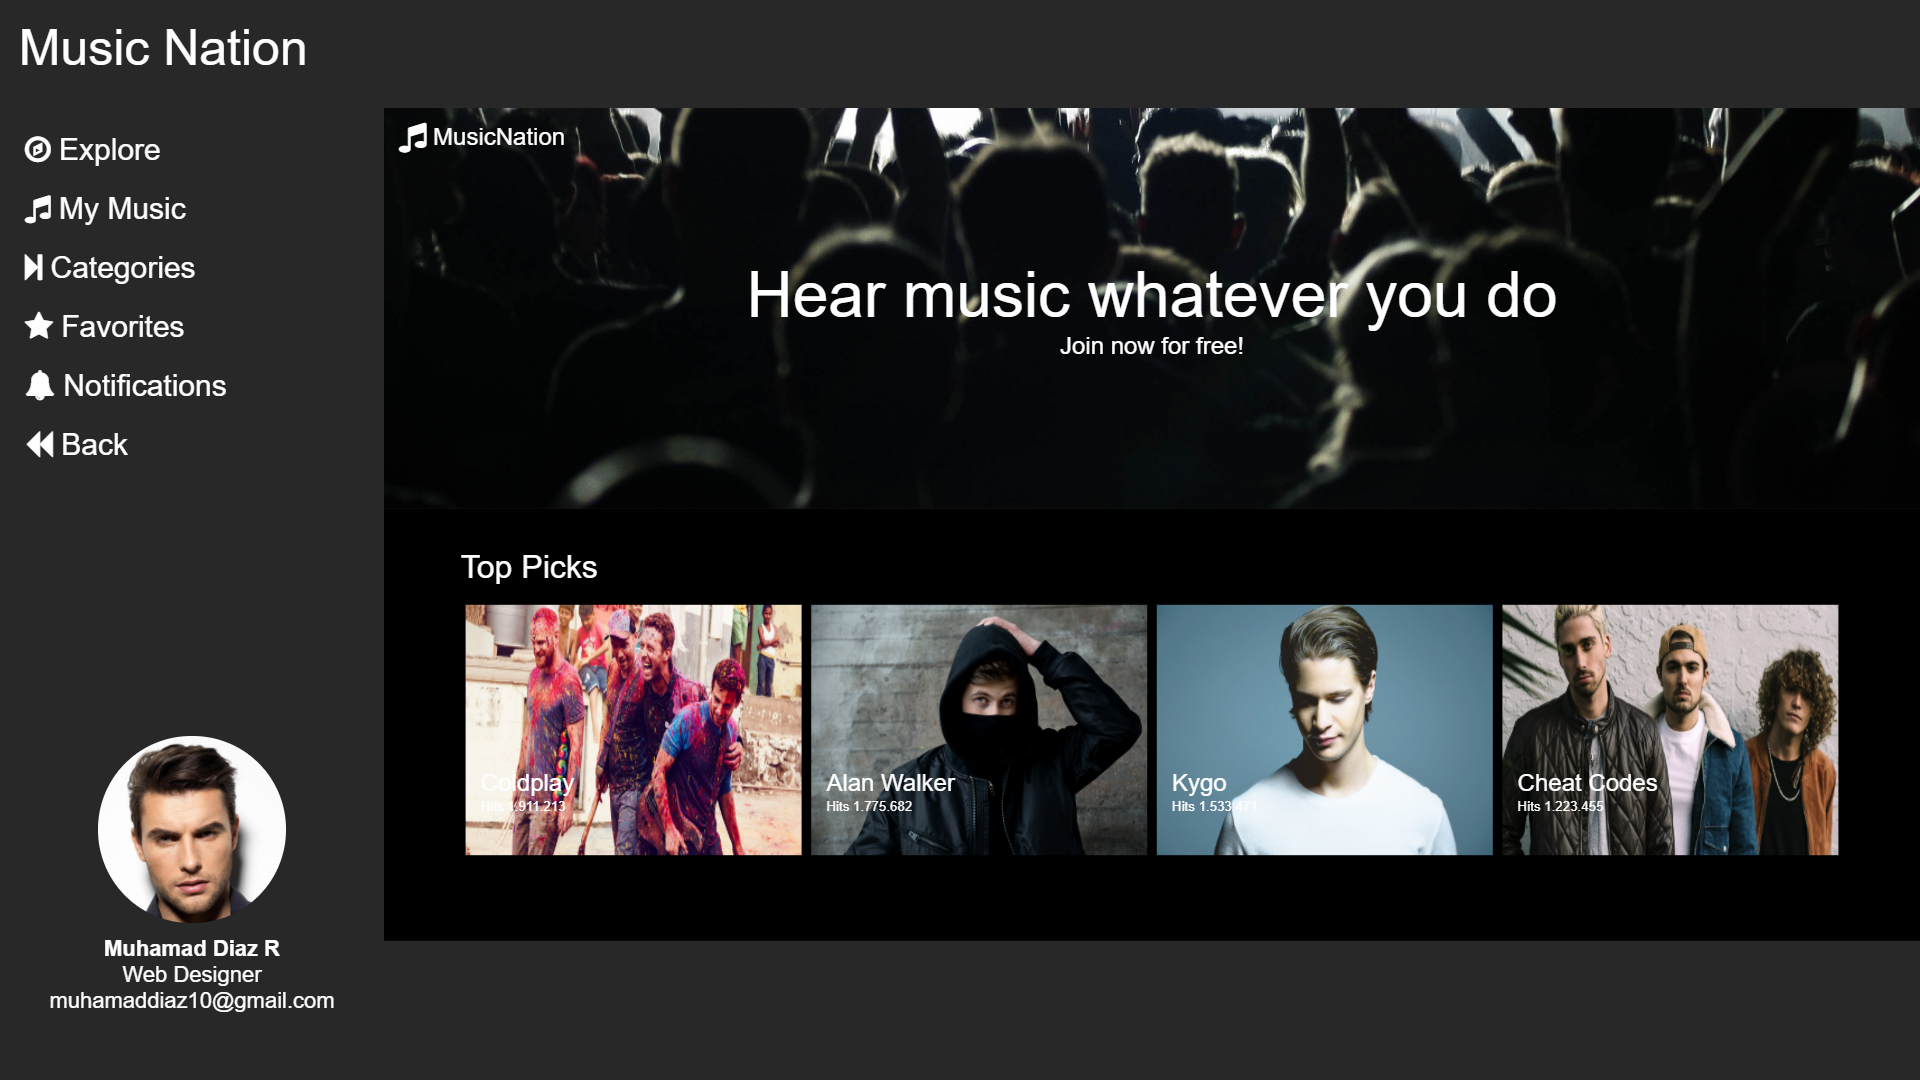 Music Nation
Explore
My Music
Categories
Favorites
Notifications
Back
MusicNation
Hear music whatever you do
Join now for free!
Top Picks
Coldplay
Hits 1.911.213
Alan Walker
Hits 1.775.682
Kygo
Hits 1.533.471
Cheat Codes
Hits 1.223.455
Muhamad Diaz R
Web Designer
muhamaddiaz10@gmail.com